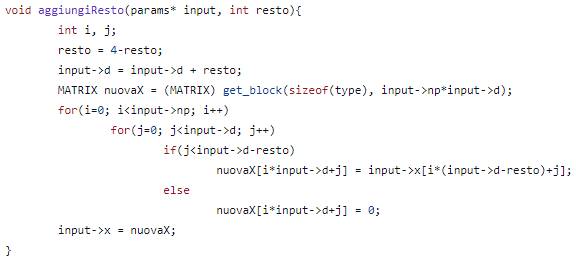 void aggiungiResto(params* input, int resto){
int i, j;
resto = 4-resto;
input->d = input->d + resto;
MATRIX nuovaX = (MATRIX) get_block(sizeof(type), input->np*input->d);
for(i=0; i<input->np; i++)
for(j=0; j<input->d; j++)
if(j<input->d-resto)
nuovaX[i*input->d+j] = input->x[i*(input->d-resto)+j];
else
nuovaX[i*input->d+j] = 0;
input->x = nuovaX;
}